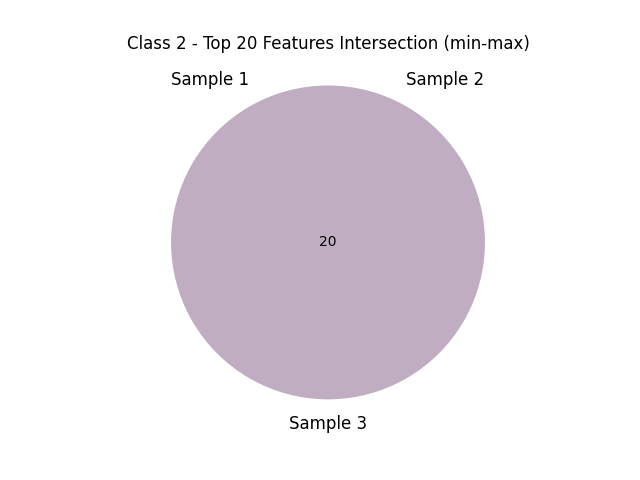 Class 2 - Top 20 Features Intersection (min-max)
Sample 1
Sample 2
20
Sample 3